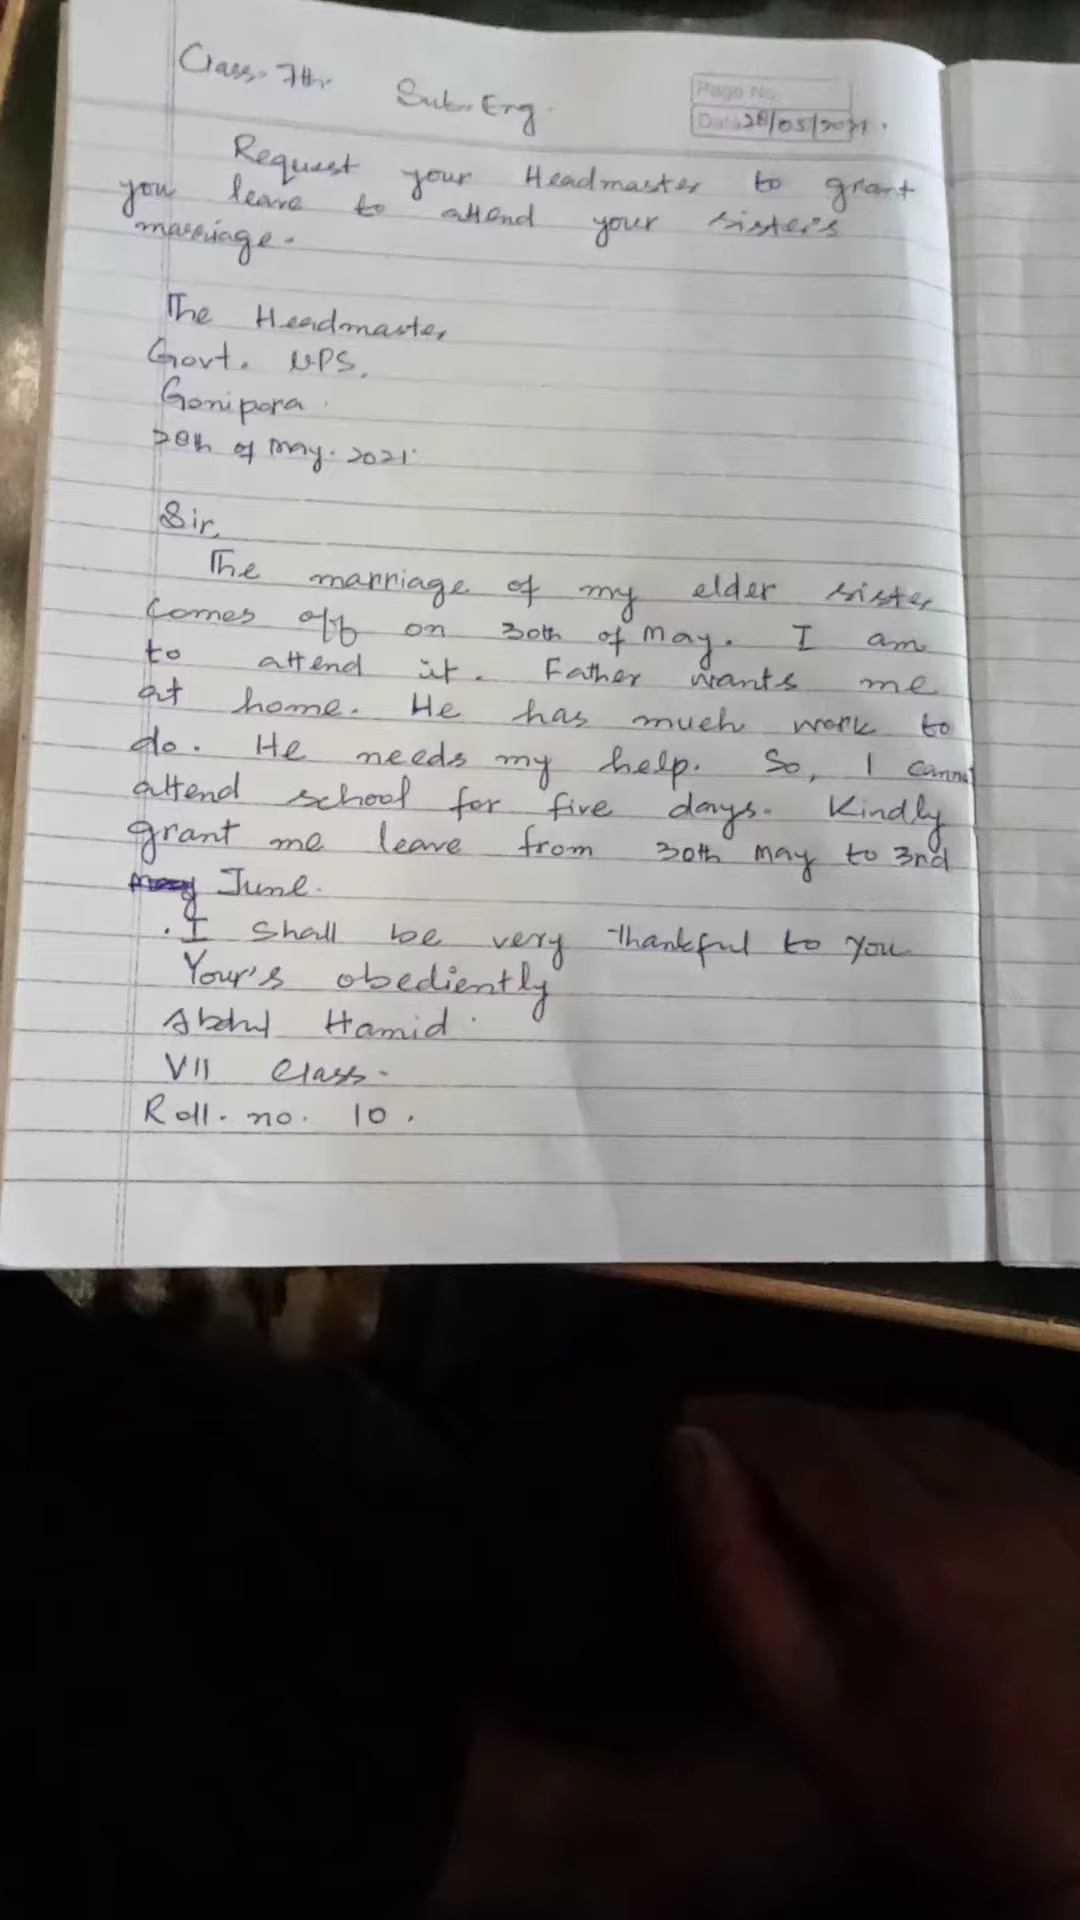 Class. 7th.
Sub. Eng.
Page No.
Date 28/05/2021.
Request your Headmaster to grant
you leave to attend your sister's
marriage.
The Headmaster
Govt. UPS,
Gonipora
28th of May. 2021
Sir,
The marriage of my elder sister
comes off on 30th of May. I am
to attend it. Father wants me
at home. He has much work to
do. He needs my help. So, I cannot
attend school for five days. Kindly
grant me leave from 30th May to 3rd
June.
I shall be very thankful to you
Your's obediently
Abdul Hamid.
VII Class.
Roll. no. 10.